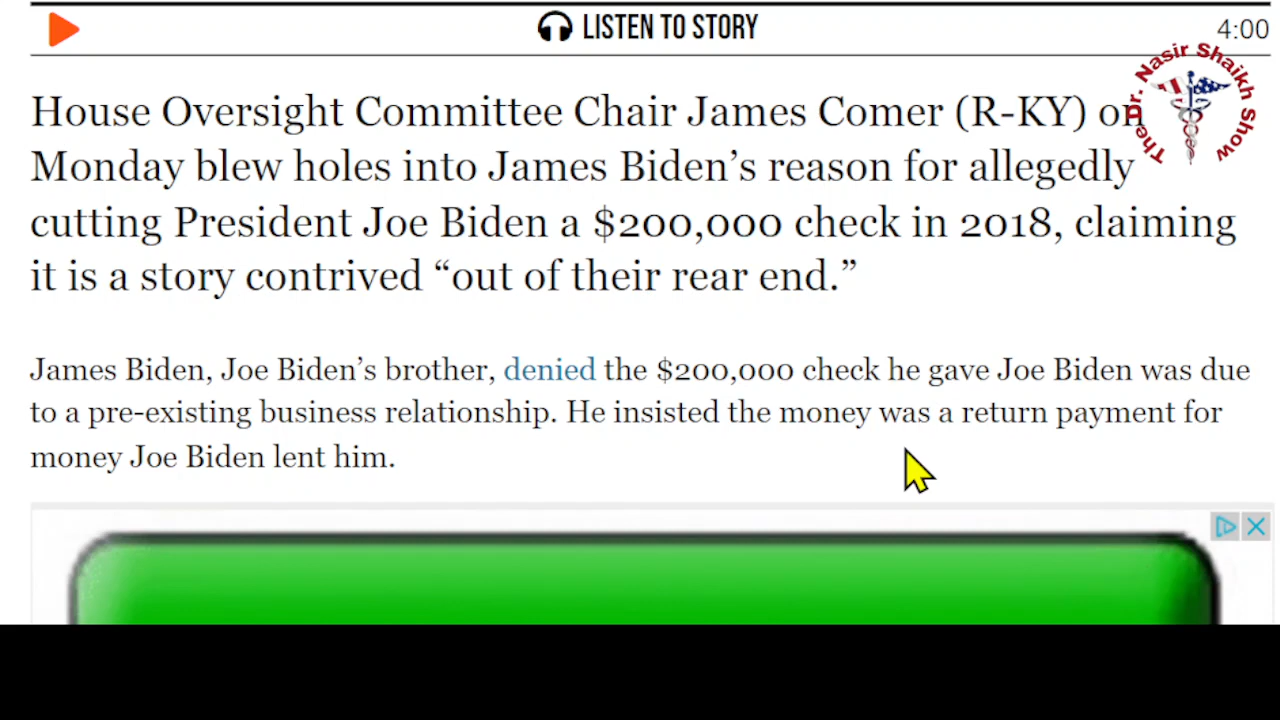 LISTEN TO STORY
4:00
The Dr. Nasir Shaikh Show
House Oversight Committee Chair James Comer (R-KY) on
Monday blew holes into James Biden’s reason for allegedly
cutting President Joe Biden a $200,000 check in 2018, claiming
it is a story contrived “out of their rear end.”
James Biden, Joe Biden’s brother, denied the $200,000 check he gave Joe Biden was due
to a pre-existing business relationship. He insisted the money was a return payment for
money Joe Biden lent him.